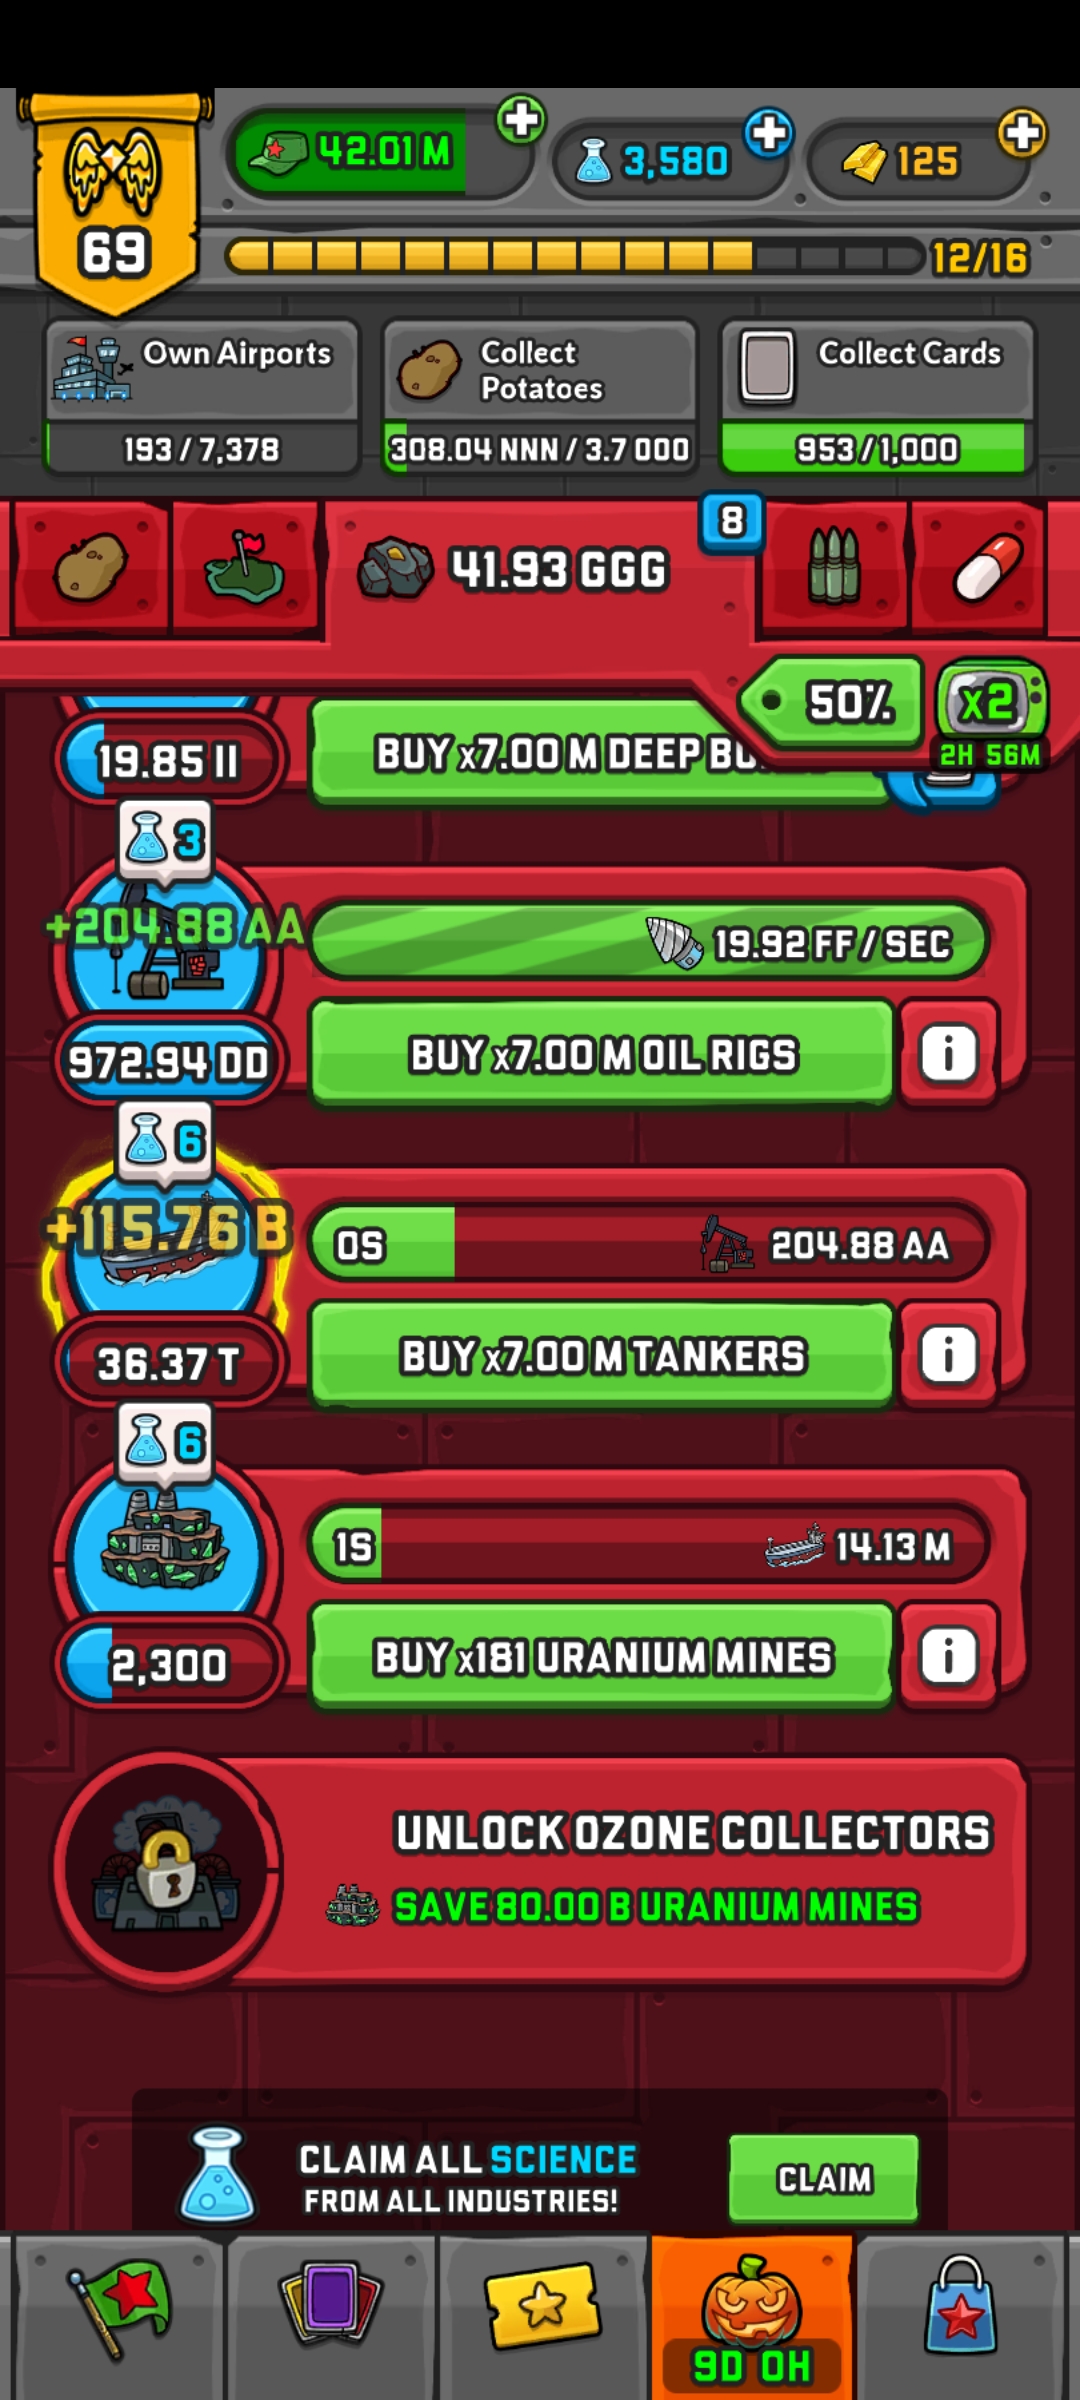 42.01 M
3,580
125
69
12/16
Own Airports
193 / 7,378
Collect
Potatoes
308.04 NNN / 3.7 OOO
Collect Cards
953 / 1,000
41.93 GGG
8
50%
x2
2H 56M
19.85 II
BUY x7.00 M DEEP
3
+204.88 AA
19.92 FF / SEC
972.94 DD
BUY x7.00 M OIL RIGS
i
6
+115.76 B
0S
204.88 AA
36.37 T
BUY x7.00 M TANKERS
i
6
1S
14.13 M
2,300
BUY x181 URANIUM MINES
i
UNLOCK OZONE COLLECTORS
SAVE 80.00 B URANIUM MINES
CLAIM ALL SCIENCE
FROM ALL INDUSTRIES!
CLAIM
9D 0H